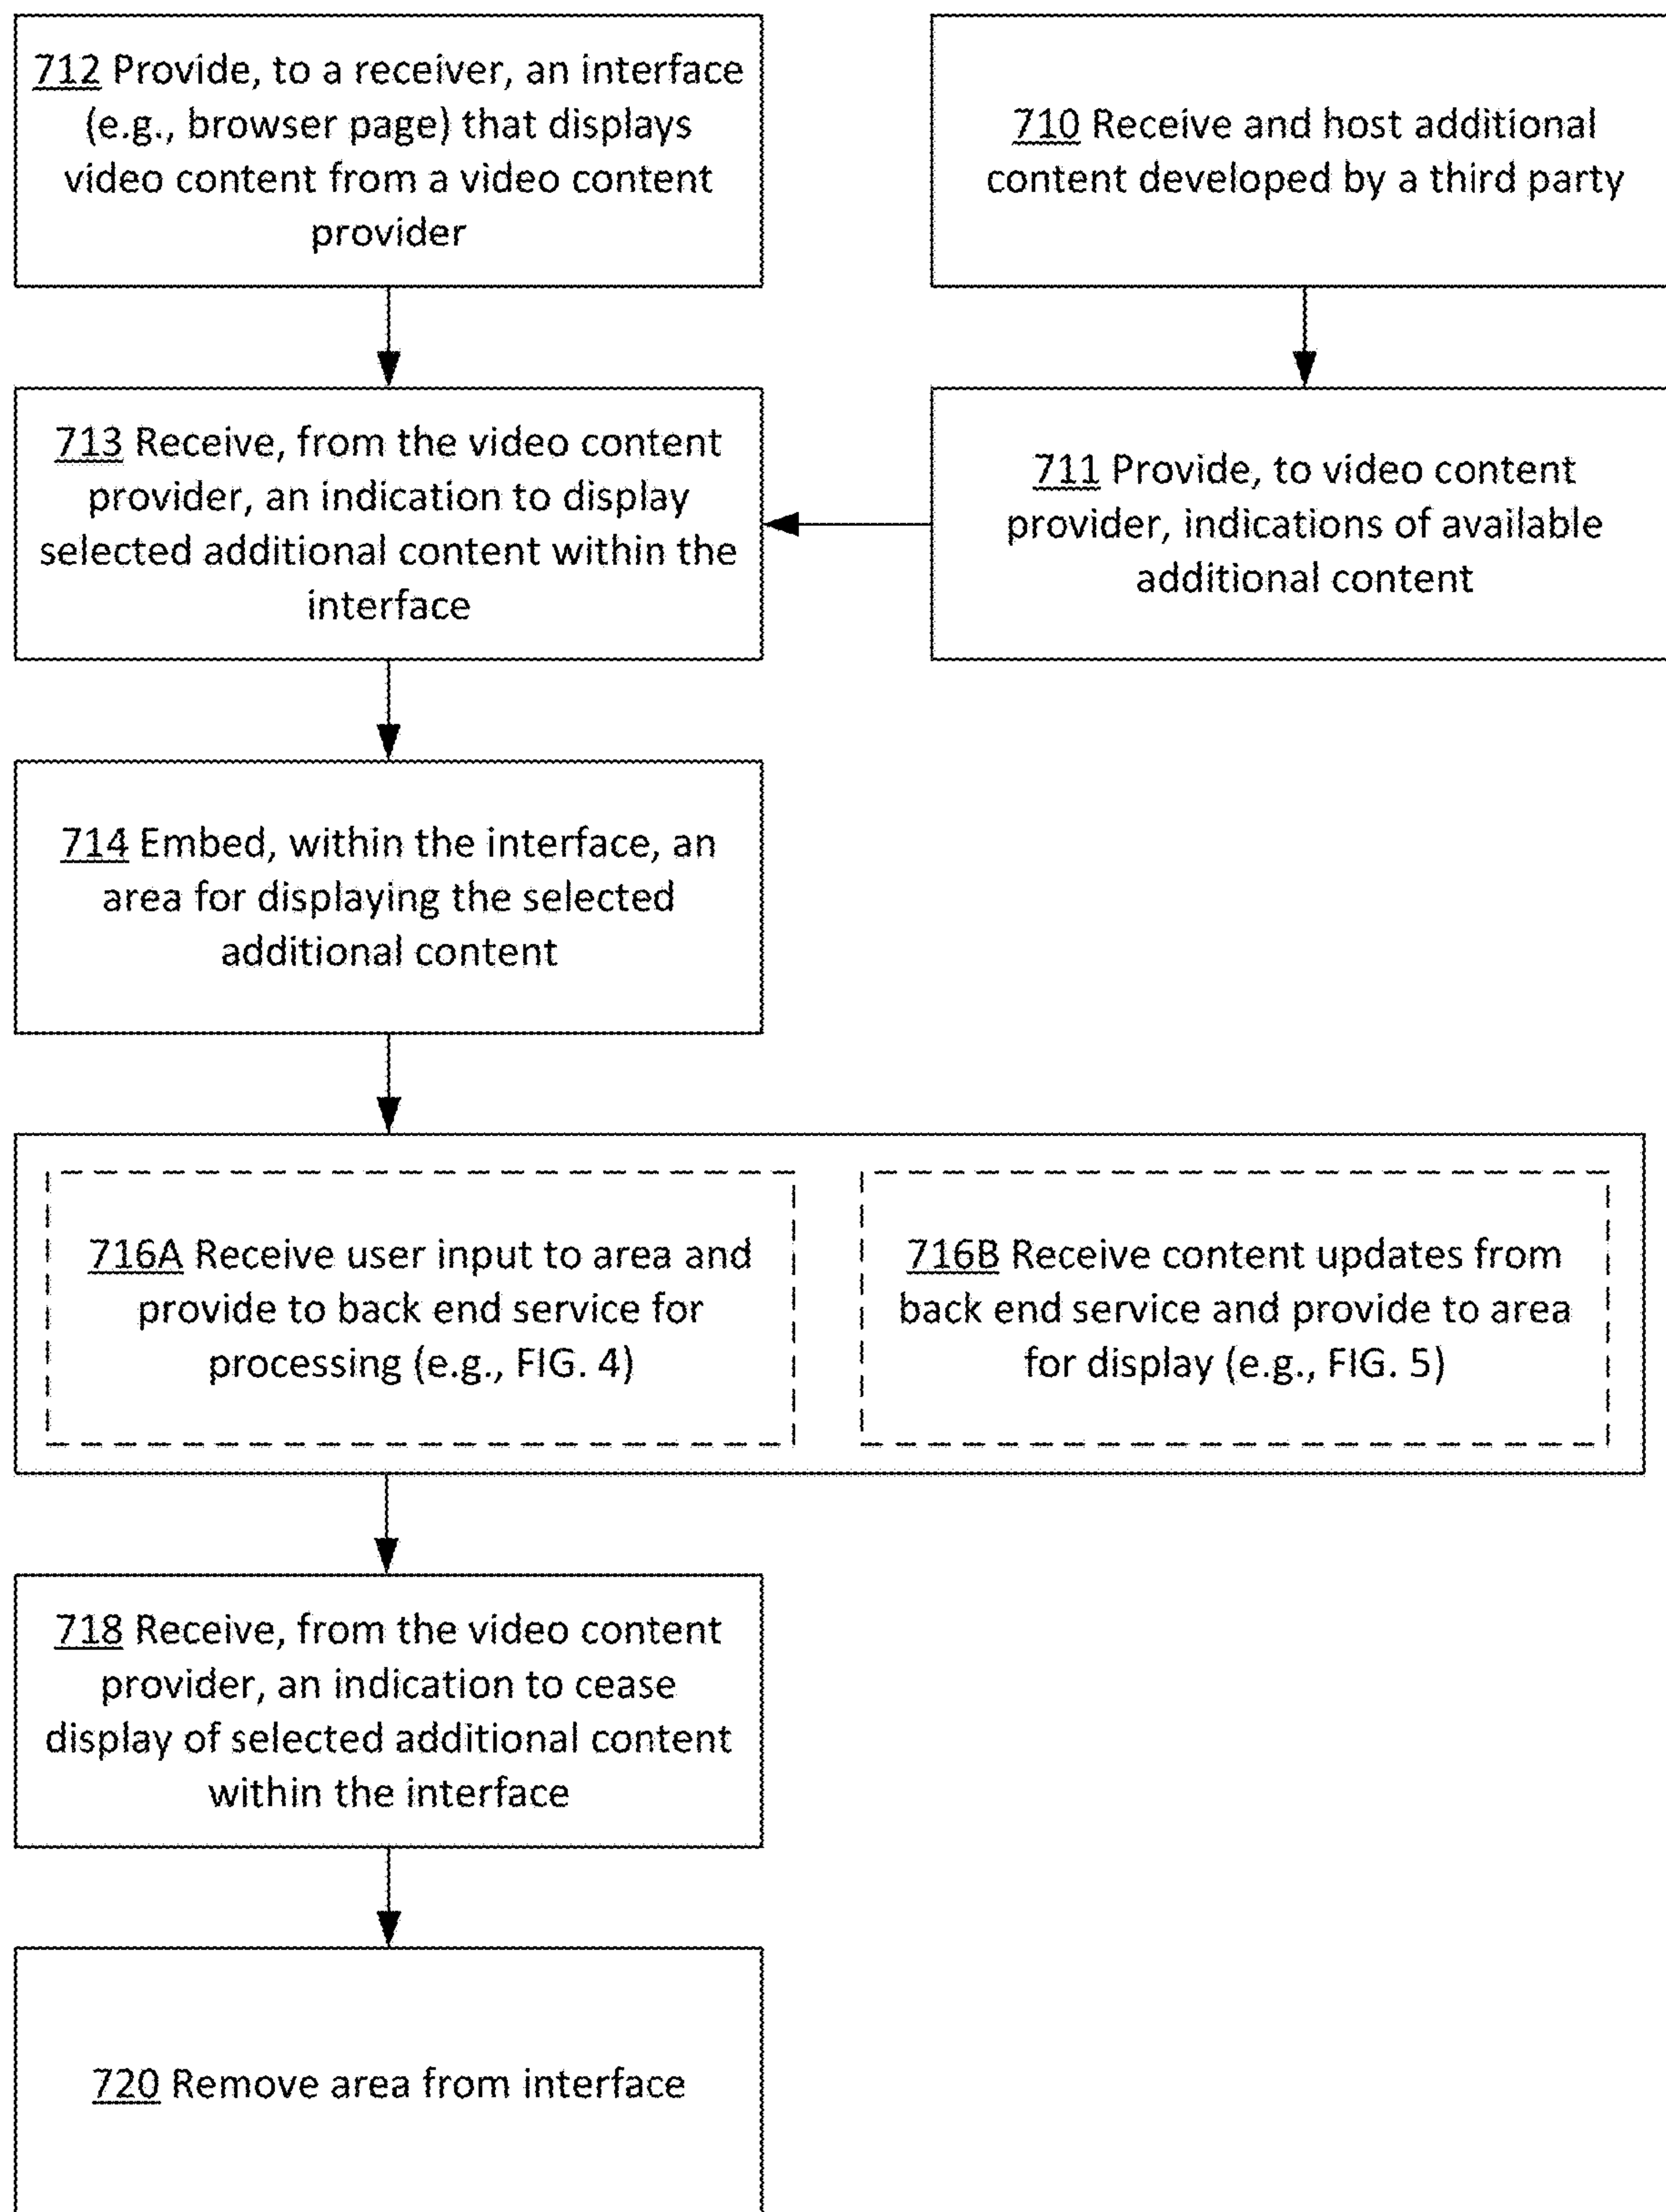 712 Provide, to a receiver, an interface
(e.g., browser page) that displays
video content from a video content
provider
710 Receive and host additional
content developed by a third party
713 Receive, from the video content
provider, an indication to display
selected additional content within the
interface
711 Provide, to video content
provider, indications of available
additional content
714 Embed, within the interface, an
area for displaying the selected
additional content
716A Receive user input to area and
provide to back end service for
processing (e.g., FIG. 4)
716B Receive content updates from
back end service and provide to area
for display (e.g., FIG. 5)
718 Receive, from the video content
provider, an indication to cease
display of selected additional content
within the interface
720 Remove area from interface